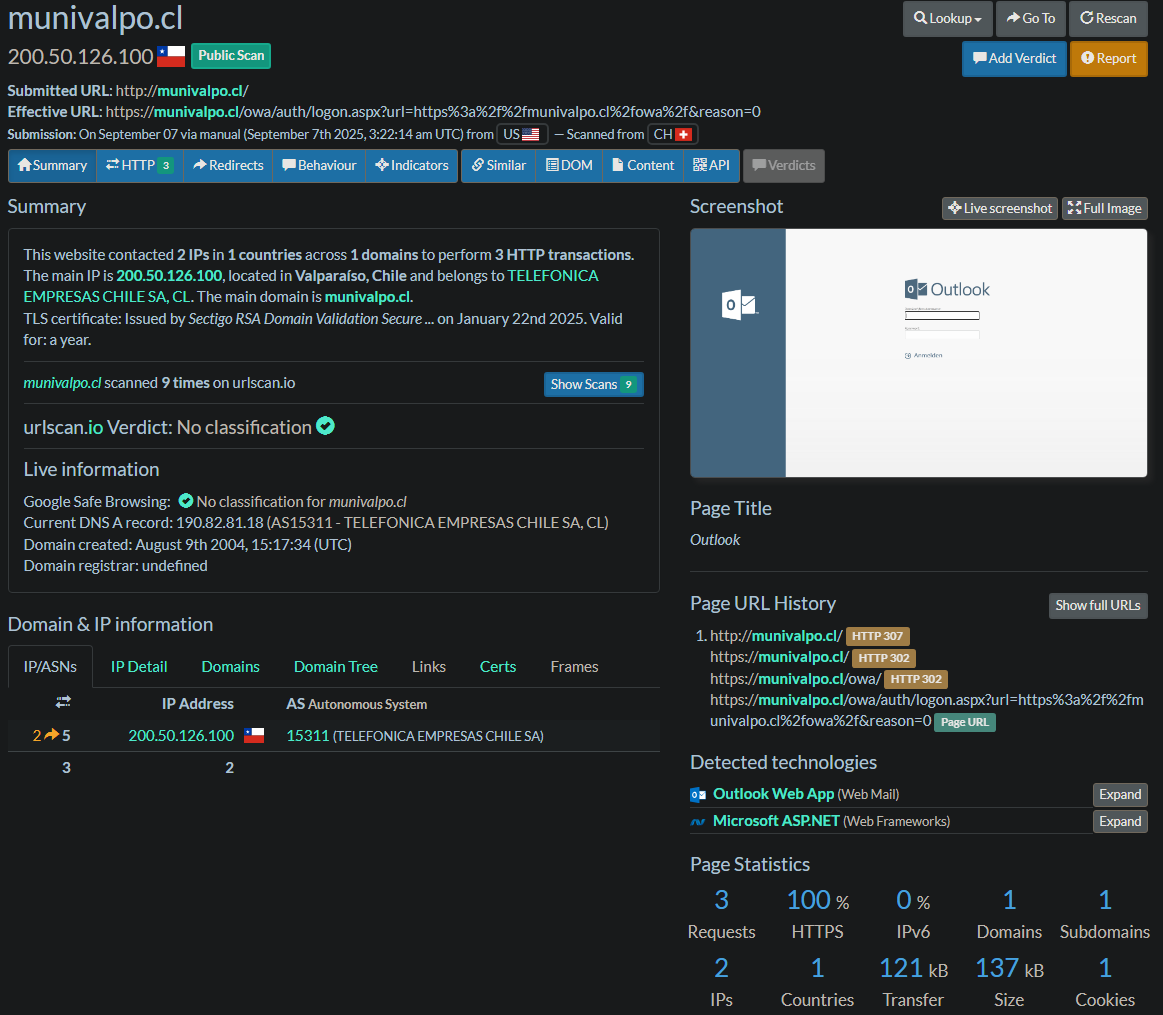 munivalpo.cl
Lookup Go To Rescan
200.50.126.100 Public Scan
Add Verdict Report
Submitted URL: http://munivalpo.cl/
Effective URL: https://munivalpo.cl/owa/auth/logon.aspx?url=https%3a%2f%2fmunivalpo.cl%2fowa%2f&reason=0
Submission: On September 07 via manual (September 7th 2025, 3:22:14 am UTC) from US — Scanned from CH
Summary HTTP 3 Redirects Behaviour Indicators Similar DOM Content API Verdicts
Summary
This website contacted 2 IPs in 1 countries across 1 domains to perform 3 HTTP transactions.
The main IP is 200.50.126.100, located in Valparaíso, Chile and belongs to TELEFONICA
EMPRESAS CHILE SA, CL. The main domain is munivalpo.cl.
TLS certificate: Issued by Sectigo RSA Domain Validation Secure ... on January 22nd 2025. Valid
for: a year.
munivalpo.cl scanned 9 times on urlscan.io Show Scans 9
urlscan.io Verdict: No classification
Live information
Google Safe Browsing: No classification for munivalpo.cl
Current DNS A record: 190.82.81.18 (AS15311 - TELEFONICA EMPRESAS CHILE SA, CL)
Domain created: August 9th 2004, 15:17:34 (UTC)
Domain registrar: undefined
Domain & IP information
IP/ASNs IP Detail Domains Domain Tree Links Certs Frames
IP Address AS Autonomous System
2 5 200.50.126.100 15311 (TELEFONICA EMPRESAS CHILE SA)
3 2
Screenshot Live screenshot Full Image
Outlook
Anmelden
Page Title
Outlook
Page URL History Show full URLs
1. http://munivalpo.cl/ HTTP 307
https://munivalpo.cl/ HTTP 302
https://munivalpo.cl/owa/ HTTP 302
https://munivalpo.cl/owa/auth/logon.aspx?url=https%3a%2f%2fm
univalpo.cl%2fowa%2f&reason=0 Page URL
Detected technologies
Outlook Web App (Web Mail) Expand
Microsoft ASP.NET (Web Frameworks) Expand
Page Statistics
3 100 % 0 % 1 1
Requests HTTPS IPv6 Domains Subdomains
2 1 121 kB 137 kB 1
IPs Countries Transfer Size Cookies